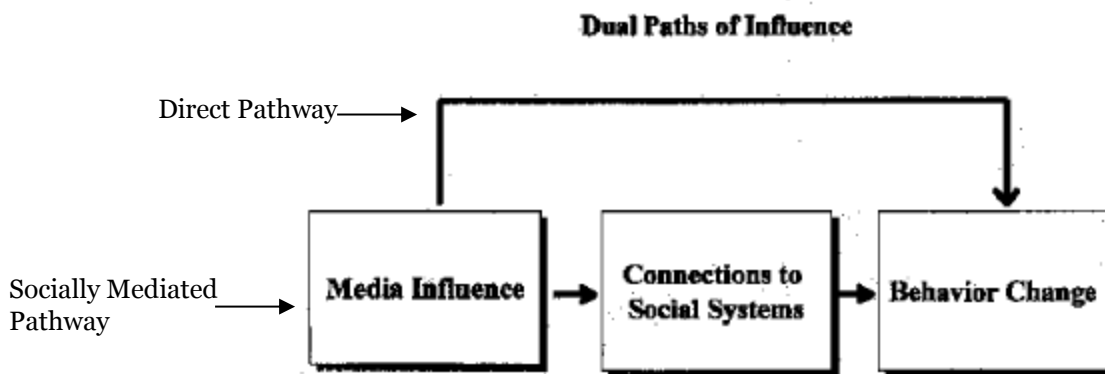 Dual Paths of Influence
Direct Pathway
Socially Mediated
Pathway
Media Influence
Connections to
Social Systems
Behavior Change